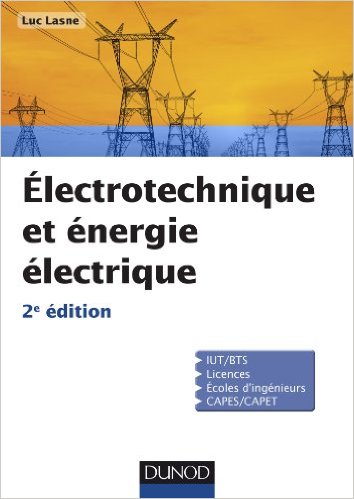 Luc Lasne
Électrotechnique
et énergie
électrique
2e édition
IUT/BTS
Licences
Écoles d'ingénieurs
CAPES/CAPET
DUNOD